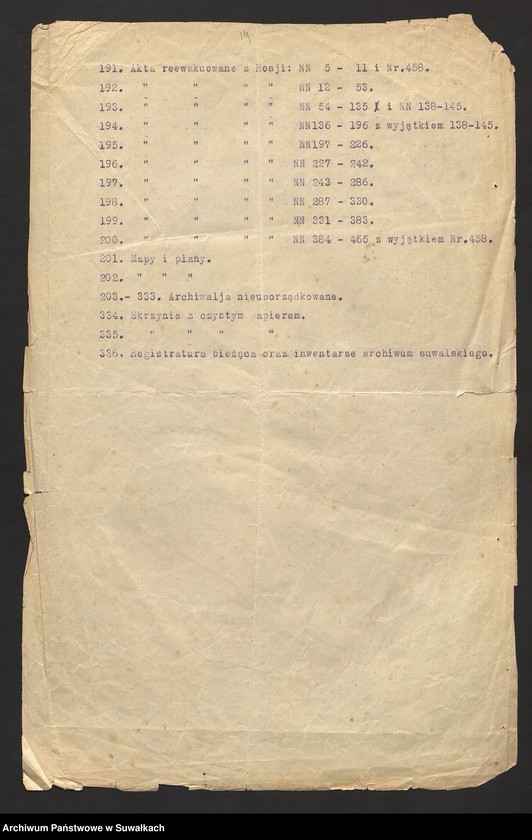 191. Akta reewakuowane z Rosji: NN 5 - 11 i Nr.458.
192. " " " " NN 12 - 53.
193. " " " " NN 54 - 135 i NN 138-145.
194. " " " " NN136 - 196 z wyjątkiem 138-145.
195. " " " " NN197 - 226.
196. " " " " NN 227 - 242.
197. " " " " NN 243 - 286.
198. " " " " NN 287 - 330.
199. " " " " NN 331 - 383.
200. " " " " NN 384 - 465 z wyjątkiem Nr.458.
201. Mapy i plany.
202. " " "
203.- 333. Archiwalja nieuporządkowane.
334. Skrzynia z czystym papierem.
335. " " " "
336. Registratura bieżąca oraz inwentarze archiwum suwalskiego.
Archiwum Państwowe w Suwałkach